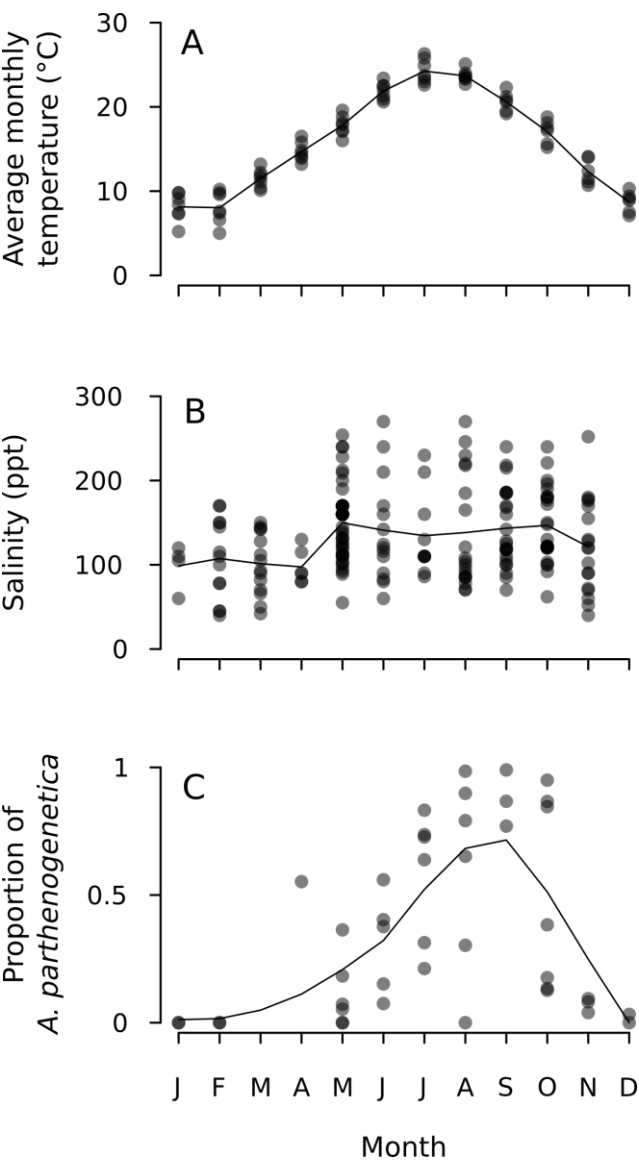 A
Average monthly
temperature (°C)
30
20
10
0
B
Salinity (ppt)
300
200
100
0
C
Proportion of
A. parthenogenetica
1
0.5
0
J F M A M J J A S O N D
Month